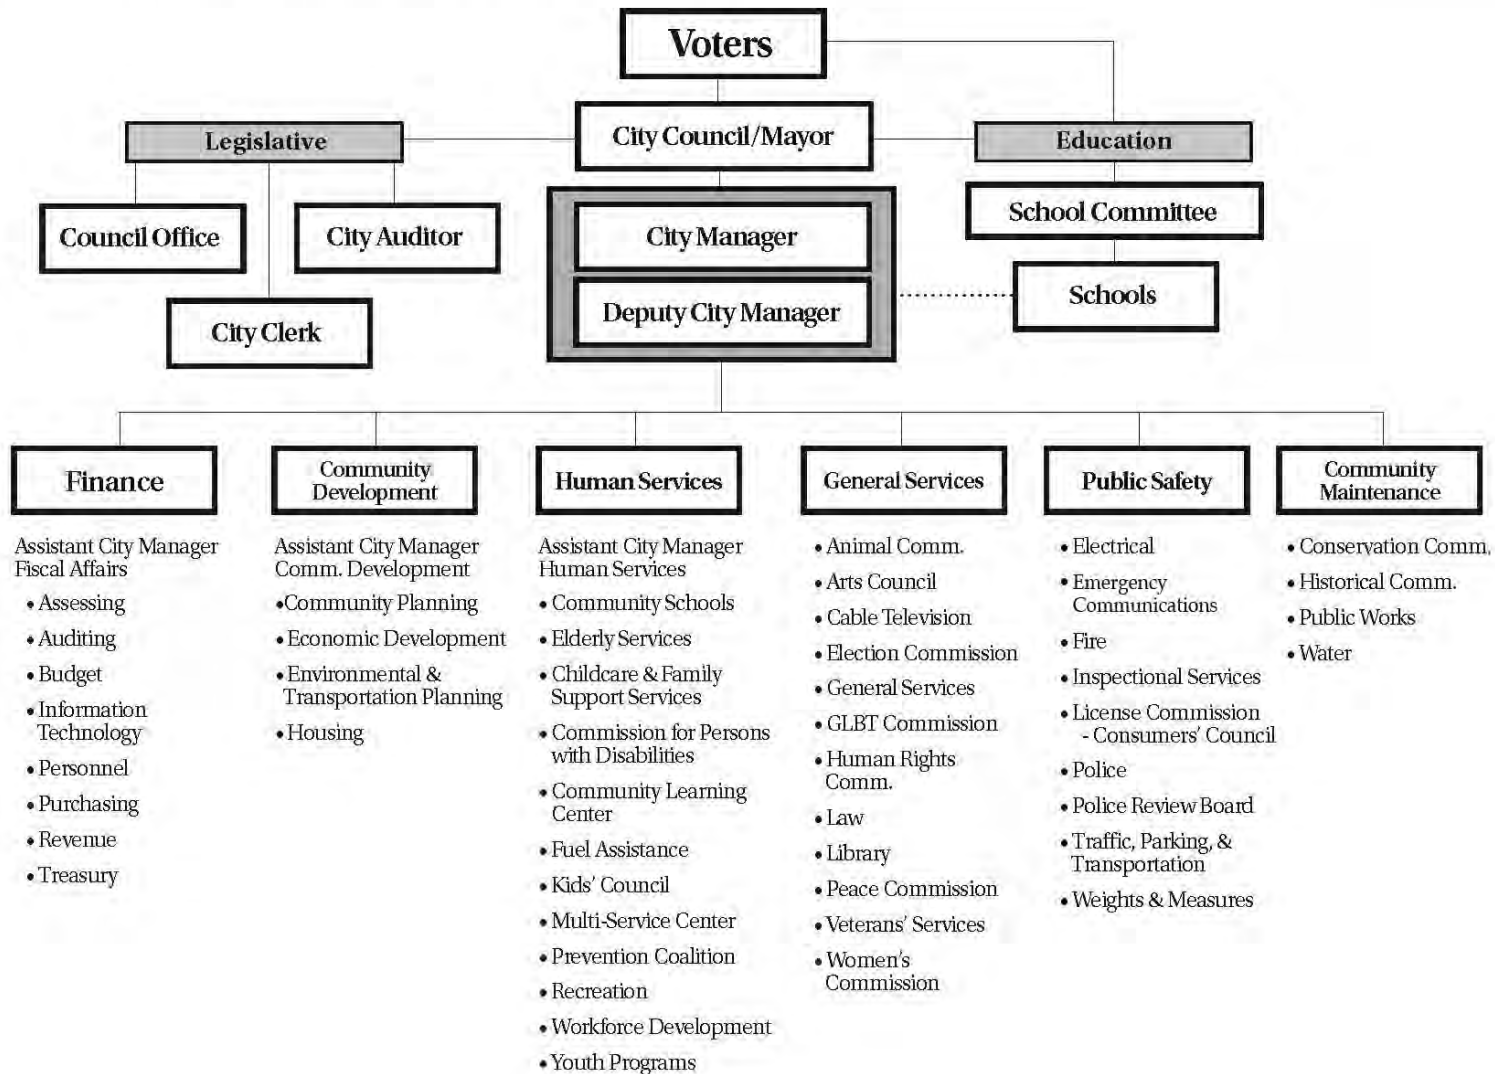 Voters
Legislative
City Council/Mayor
Education
Council Office
City Auditor
City Clerk
City Manager
Deputy City Manager
School Committee
Schools
Finance
Assistant City Manager
Fiscal Affairs
• Assessing
• Auditing
• Budget
• Information
Technology
• Personnel
• Purchasing
• Revenue
• Treasury
Community
Development
Assistant City Manager
Comm. Development
•Community Planning
• Economic Development
• Environmental &
Transportation Planning
• Housing
Human Services
Assistant City Manager
Human Services
• Community Schools
• Elderly Services
• Childcare & Family
Support Services
• Commission for Persons
with Disabilities
• Community Learning
Center
• Fuel Assistance
• Kids' Council
• Multi-Service Center
• Prevention Coalition
• Recreation
• Workforce Development
• Youth Programs
General Services
• Animal Comm.
• Arts Council
• Cable Television
• Election Commission
• General Services
• GLBT Commission
• Human Rights
Comm.
• Law
• Library
• Peace Commission
• Veterans' Services
• Women's
Commission
Public Safety
• Electrical
• Emergency
Communications
• Fire
• Inspectional Services
• License Commission
- Consumers' Council
• Police
• Police Review Board
• Traffic, Parking, &
Transportation
• Weights & Measures
Community
Maintenance
• Conservation Comm.
• Historical Comm.
• Public Works
• Water